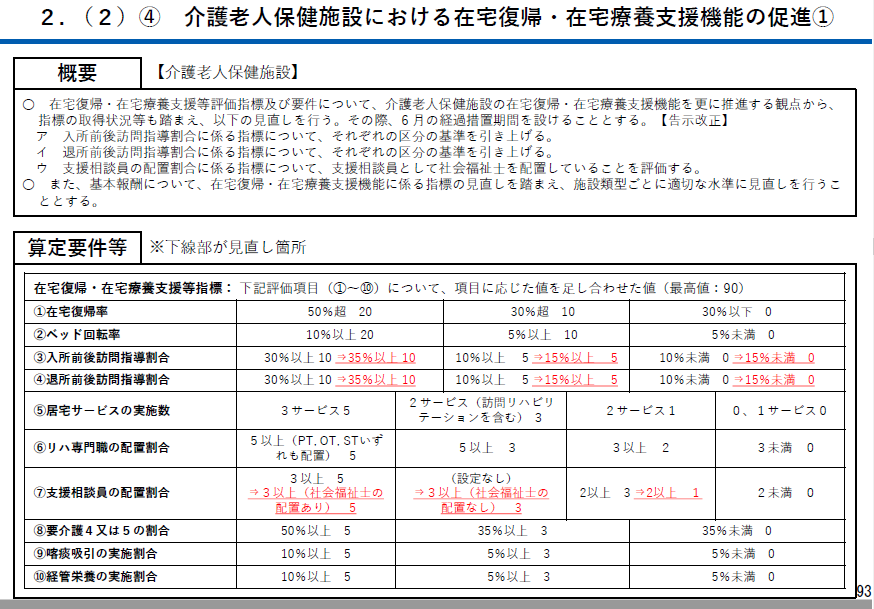 2.（2）④ 介護老人保健施設における在宅復帰・在宅療養支援機能の促進①
概要 【介護老人保健施設】
○ 在宅復帰・在宅療養支援等評価指標及び要件について、介護老人保健施設の在宅復帰・在宅療養支援機能を更に推進する観点から、
指標の取得状況等も踏まえ、以下の見直しを行う。その際、6月の経過措置期間を設けることとする。【告示改正】
ア 入所前後訪問指導割合に係る指標について、それぞれの区分の基準を引き上げる。
イ 退所前後訪問指導割合に係る指標について、それぞれの区分の基準を引き上げる。
ウ 支援相談員の配置割合に係る指標について、支援相談員として社会福祉士を配置していることを評価する。
○ また、基本報酬について、在宅復帰・在宅療養支援機能に係る指標の見直しを踏まえ、施設類型ごとに適切な水準に見直しを行うこ
ととする。
算定要件等 ※下線部が見直し箇所
在宅復帰・在宅療養支援等指標：下記評価項目（①～⑩）について、項目に応じた値を足し合わせた値（最高値：90）
①在宅復帰率 50％超 20 30％超 10 30％以下 0
②ベッド回転率 10％以上 20 5％以上 10 5％未満 0
③入所前後訪問指導割合 30％以上 10 ⇒35％以上 10 10％以上 5 ⇒15％以上 5 10％未満 0 ⇒15％未満 0
④退所前後訪問指導割合 30％以上 10 ⇒35％以上 10 10％以上 5 ⇒15％以上 5 10％未満 0 ⇒15％未満 0
⑤居宅サービスの実施数 3サービス 5 2サービス（訪問リハビリ
テーションを含む） 3 2サービス 1 0、1サービス 0
⑥リハ専門職の配置割合 5以上（PT, OT, STいず
れも配置） 5 5以上 3 3以上 2 3未満 0
⑦支援相談員の配置割合 3以上 5
⇒3以上（社会福祉士の
配置あり） 5 （設定なし）
⇒3以上（社会福祉士の
配置なし） 3 2以上 3 ⇒2以上 1 2未満 0
⑧要介護4又は5の割合 50％以上 5 35％以上 3 35％未満 0
⑨喀痰吸引の実施割合 10％以上 5 5％以上 3 5％未満 0
⑩経管栄養の実施割合 10％以上 5 5％以上 3 5％未満 0
93